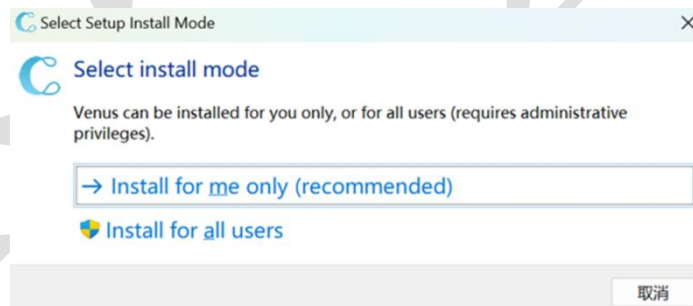 Select Setup Install Mode
Select install mode
Venus can be installed for you only, or for all users (requires administrative
privileges).
→ Install for me only (recommended)
Install for all users
取消